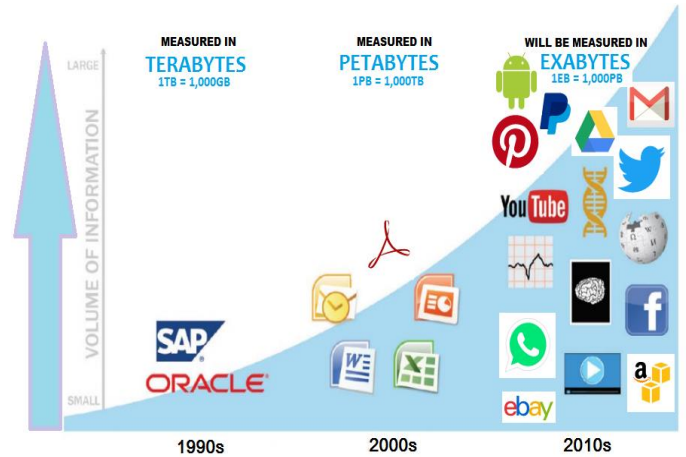 MEASURED IN
TERABYTES
1TB = 1,000GB
MEASURED IN
PETABYTES
1PB = 1,000TB
WILL BE MEASURED IN
EXABYTES
1EB = 1,000PB
LARGE
VOLUME OF INFORMATION
SMALL
SAP
ORACLE
W
X
YouTube
W
f
a
ebay
1990s
2000s
2010s